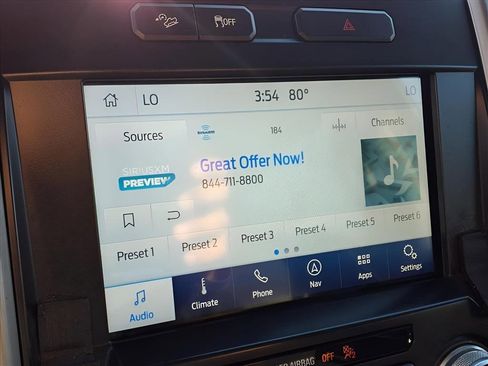 OFF
LO 3:54 80° LO
Sources SIRIUSXM 184 Channels
SIRIUSXM
PREVIEW
Great Offer Now!
844-711-8800
Preset 1 Preset 2 Preset 3 Preset 4 Preset 5 Preset 6
Audio Climate Phone Nav Apps Settings
AIRBAG OFF